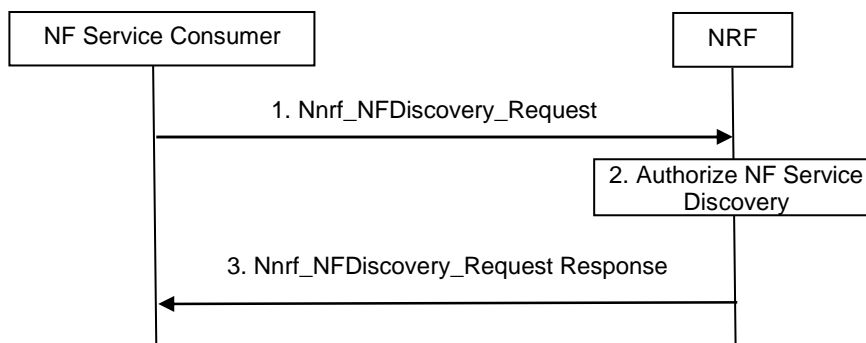 NF Service Consumer
NRF
1. Nnrf_NFDiscovery_Request
2. Authorize NF Service
Discovery
3. Nnrf_NFDiscovery_Request Response